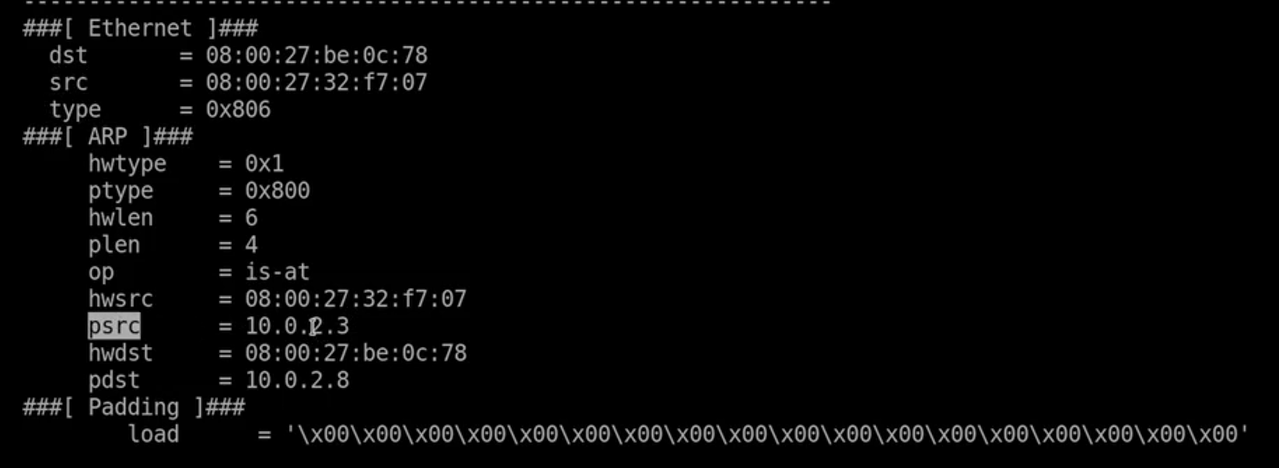 ---------------------------------------------------------------
###[ Ethernet ]###
dst = 08:00:27:be:0c:78
src = 08:00:27:32:f7:07
type = 0x806
###[ ARP ]###
hwtype = 0x1
ptype = 0x800
hwlen = 6
plen = 4
op = is-at
hwsrc = 08:00:27:32:f7:07
psrc = 10.0.2.3
hwdst = 08:00:27:be:0c:78
pdst = 10.0.2.8
###[ Padding ]###
load = '\x00\x00\x00\x00\x00\x00\x00\x00\x00\x00\x00\x00\x00\x00\x00\x00\x00\x00'